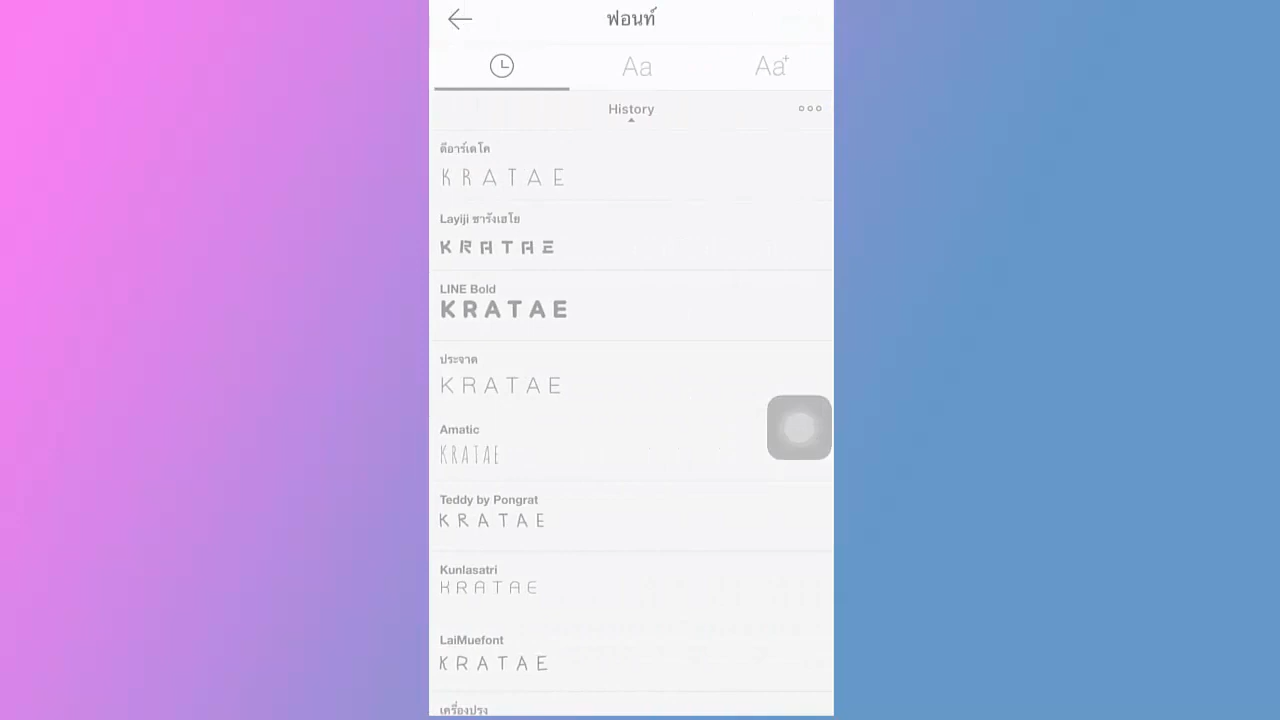 ฟอนท์
Aa
Aa+
History
ดีอาร์เดโค
KRATAE
Layiji ซารังเฮโย
KRATAE
LINE Bold
KRATAE
ประจาด
KRATAE
Amatic
KRATAE
Teddy by Pongrat
KRATAE
Kunlasatri
KRATAE
LaiMuefont
KRATAE
เครื่องปรุง